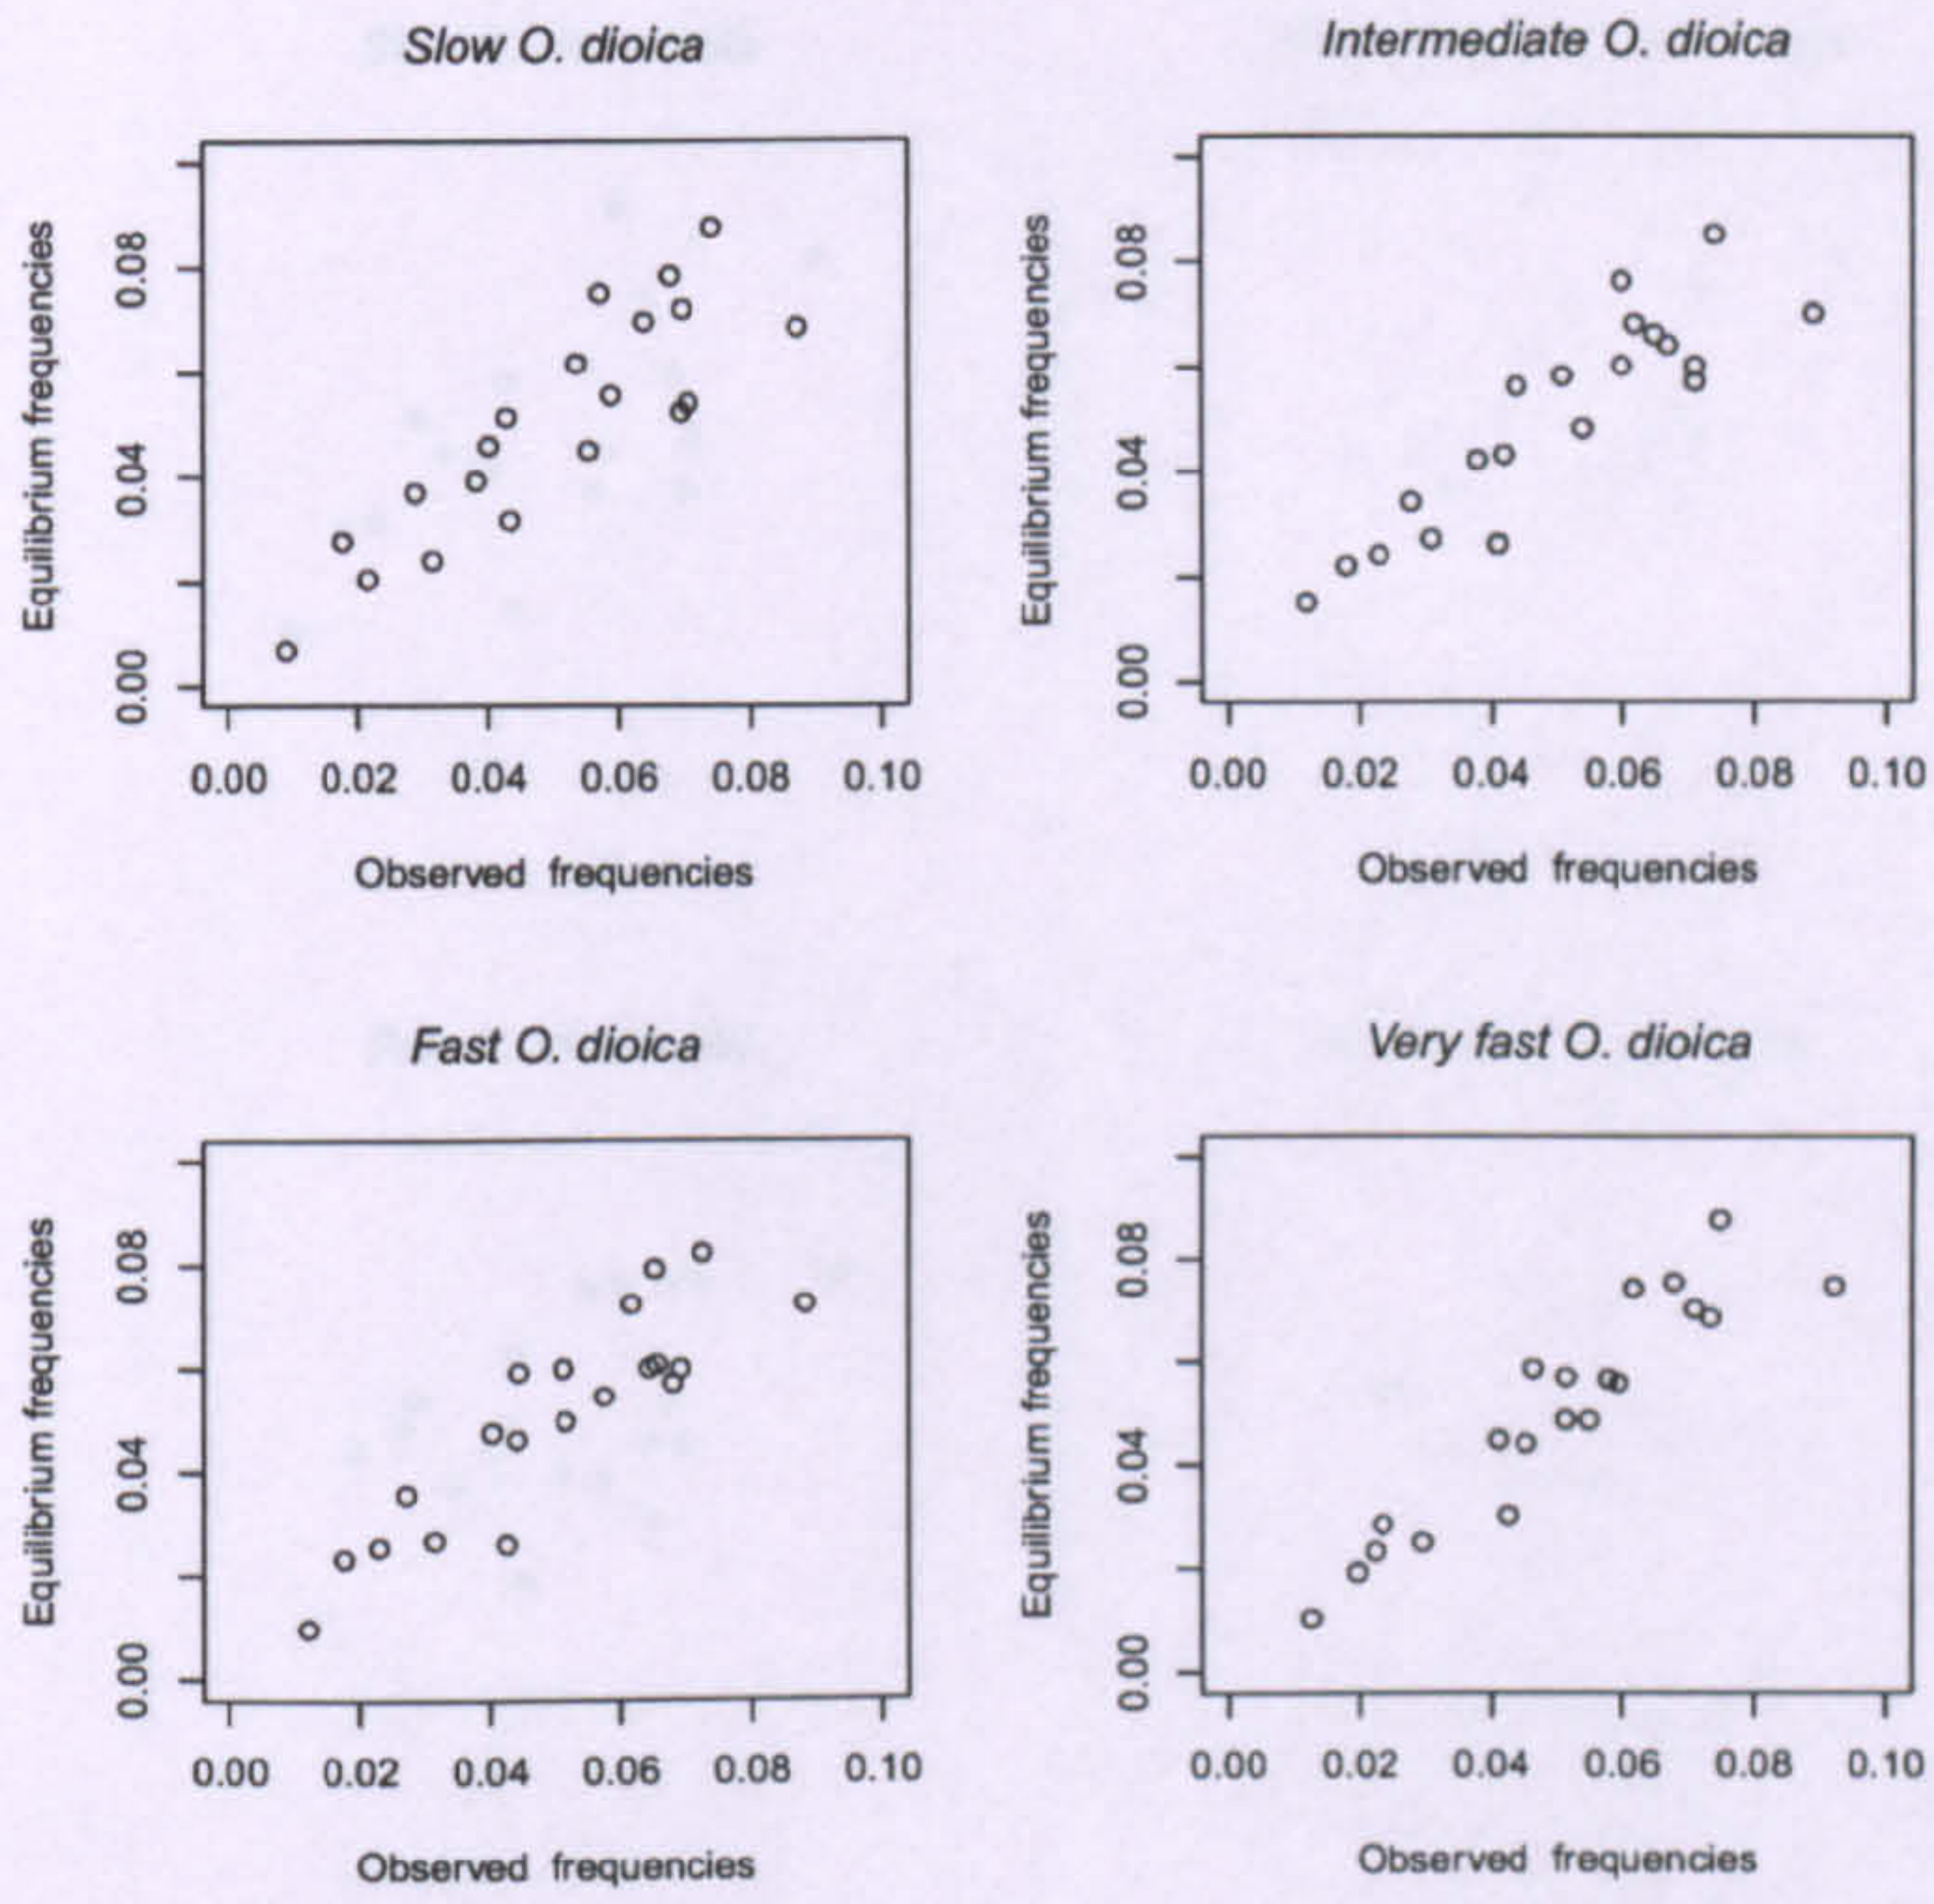 Slow O. dioica
Equilibrium frequencies
0.00 0.04 0.08
0.00 0.02 0.04 0.06 0.08 0.10
Observed frequencies
Intermediate O. dioica
Equilibrium frequencies
0.00 0.04 0.08
0.00 0.02 0.04 0.06 0.08 0.10
Observed frequencies
Fast O. dioica
Equilibrium frequencies
0.00 0.04 0.08
0.00 0.02 0.04 0.06 0.08 0.10
Observed frequencies
Very fast O. dioica
Equilibrium frequencies
0.00 0.04 0.08
0.00 0.02 0.04 0.06 0.08 0.10
Observed frequencies